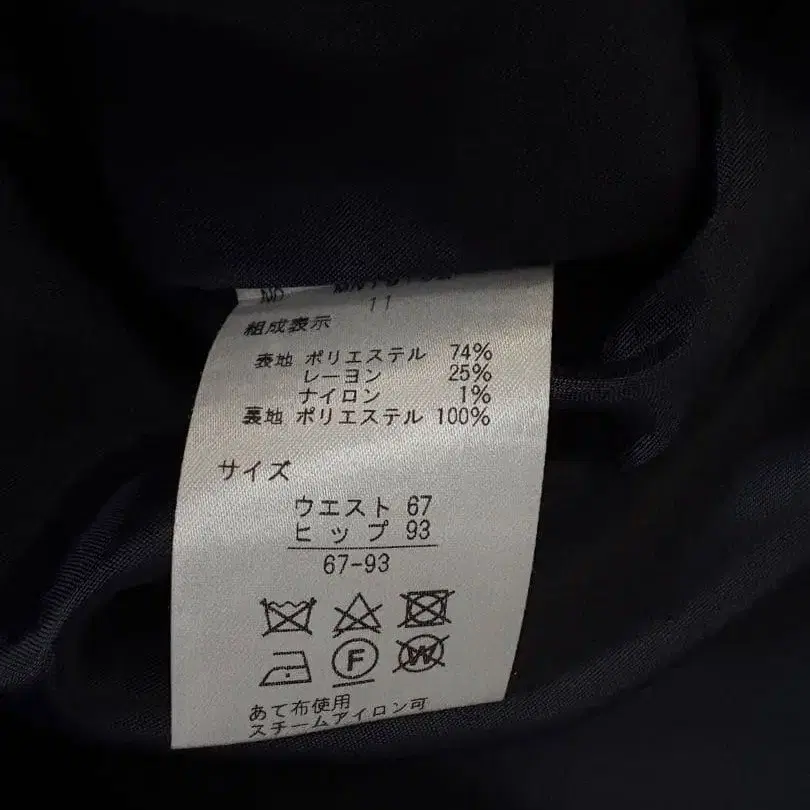 NO
11
組成表示
表地 ポリエステル 74%
レーヨン 25%
ナイロン 1%
裏地 ポリエステル 100%
サイズ
ウエスト 67
ヒップ 93
67-93
F W
あて布使用
スチームアイロン可